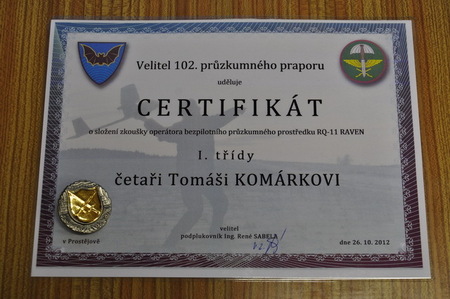 Velitel 102. průzkumného praporu
uděluje
CERTIFIKÁT
o složení zkoušky operátora bezpilotního průzkumného prostředku RQ-11 RAVEN
I. třídy
četaři Tomáši KOMÁRKOVI
velitel
podplukovník Ing. René SABELA
v Prostějově
dne 26. 10. 2012